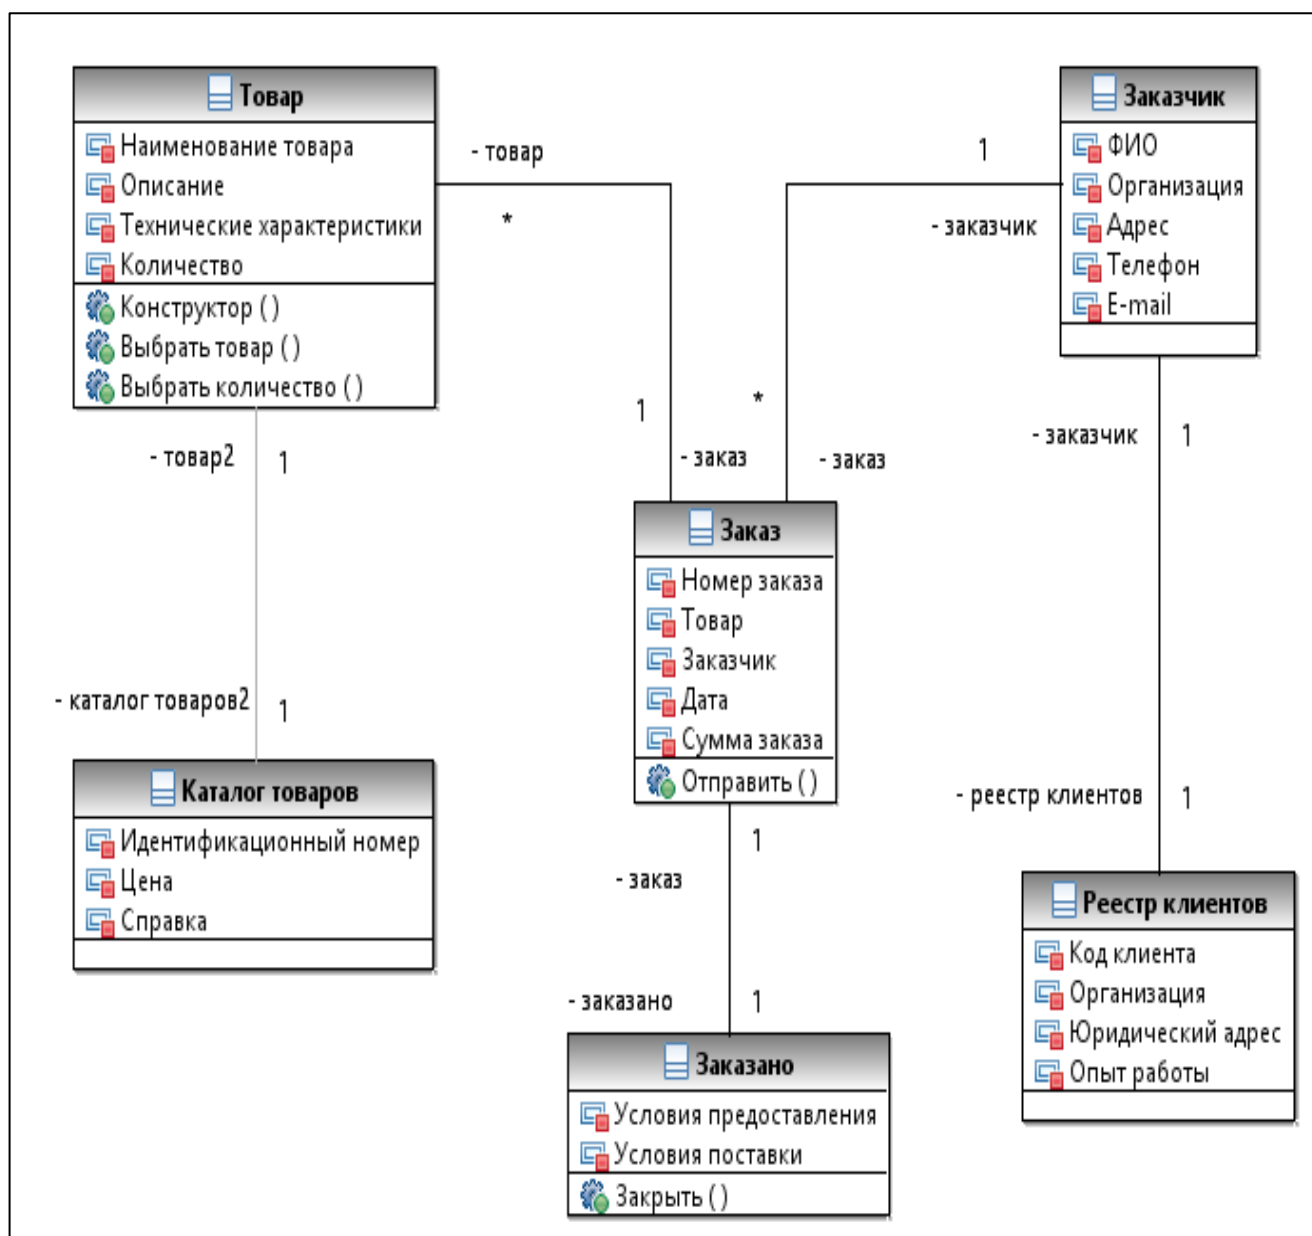 Товар
Наименование товара
Описание
Технические характеристики
Количество
Конструктор ( )
Выбрать товар ( )
Выбрать количество ( )
- товар
*
1
- заказ
Заказчик
ФИО
Организация
Адрес
Телефон
E-mail
1
- заказчик
*
- заказ
- товар2
1
- каталог товаров2
1
Каталог товаров
Идентификационный номер
Цена
Справка
Заказ
Номер заказа
Товар
Заказчик
Дата
Сумма заказа
Отправить ( )
1
- заказ
- заказано
1
Заказано
Условия предоставления
Условия поставки
Закрыть ( )
- заказчик
1
- реестр клиентов
1
Реестр клиентов
Код клиента
Организация
Юридический адрес
Опыт работы